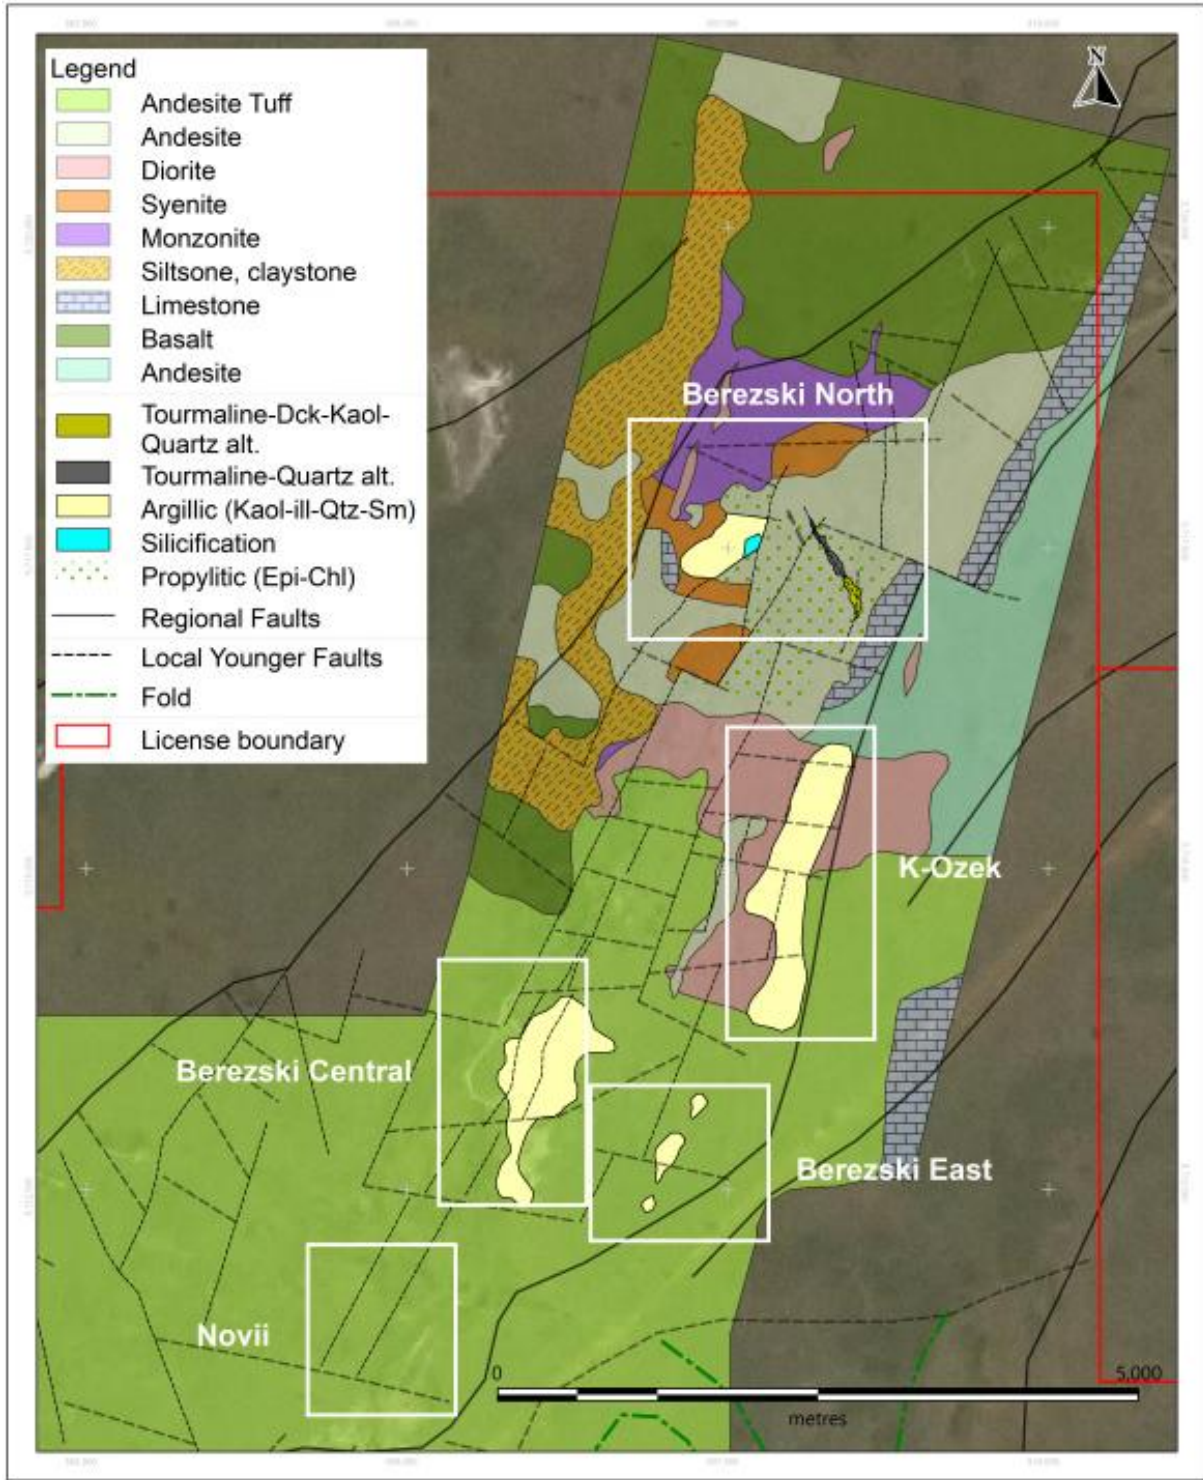 Legend
Andesite Tuff
Andesite
Diorite
Syenite
Monzonite
Siltsone, claystone
Limestone
Basalt
Andesite
Tourmaline-Dck-Kaol-
Quartz alt.
Tourmaline-Quartz alt.
Argillic (Kaol-ill-Qtz-Sm)
Silicification
Propylitic (Epi-Chl)
Regional Faults
Local Younger Faults
Fold
License boundary
N
Berezski North
K-Ozek
Berezski Central
Berezski East
Novii
0 5,000
metres